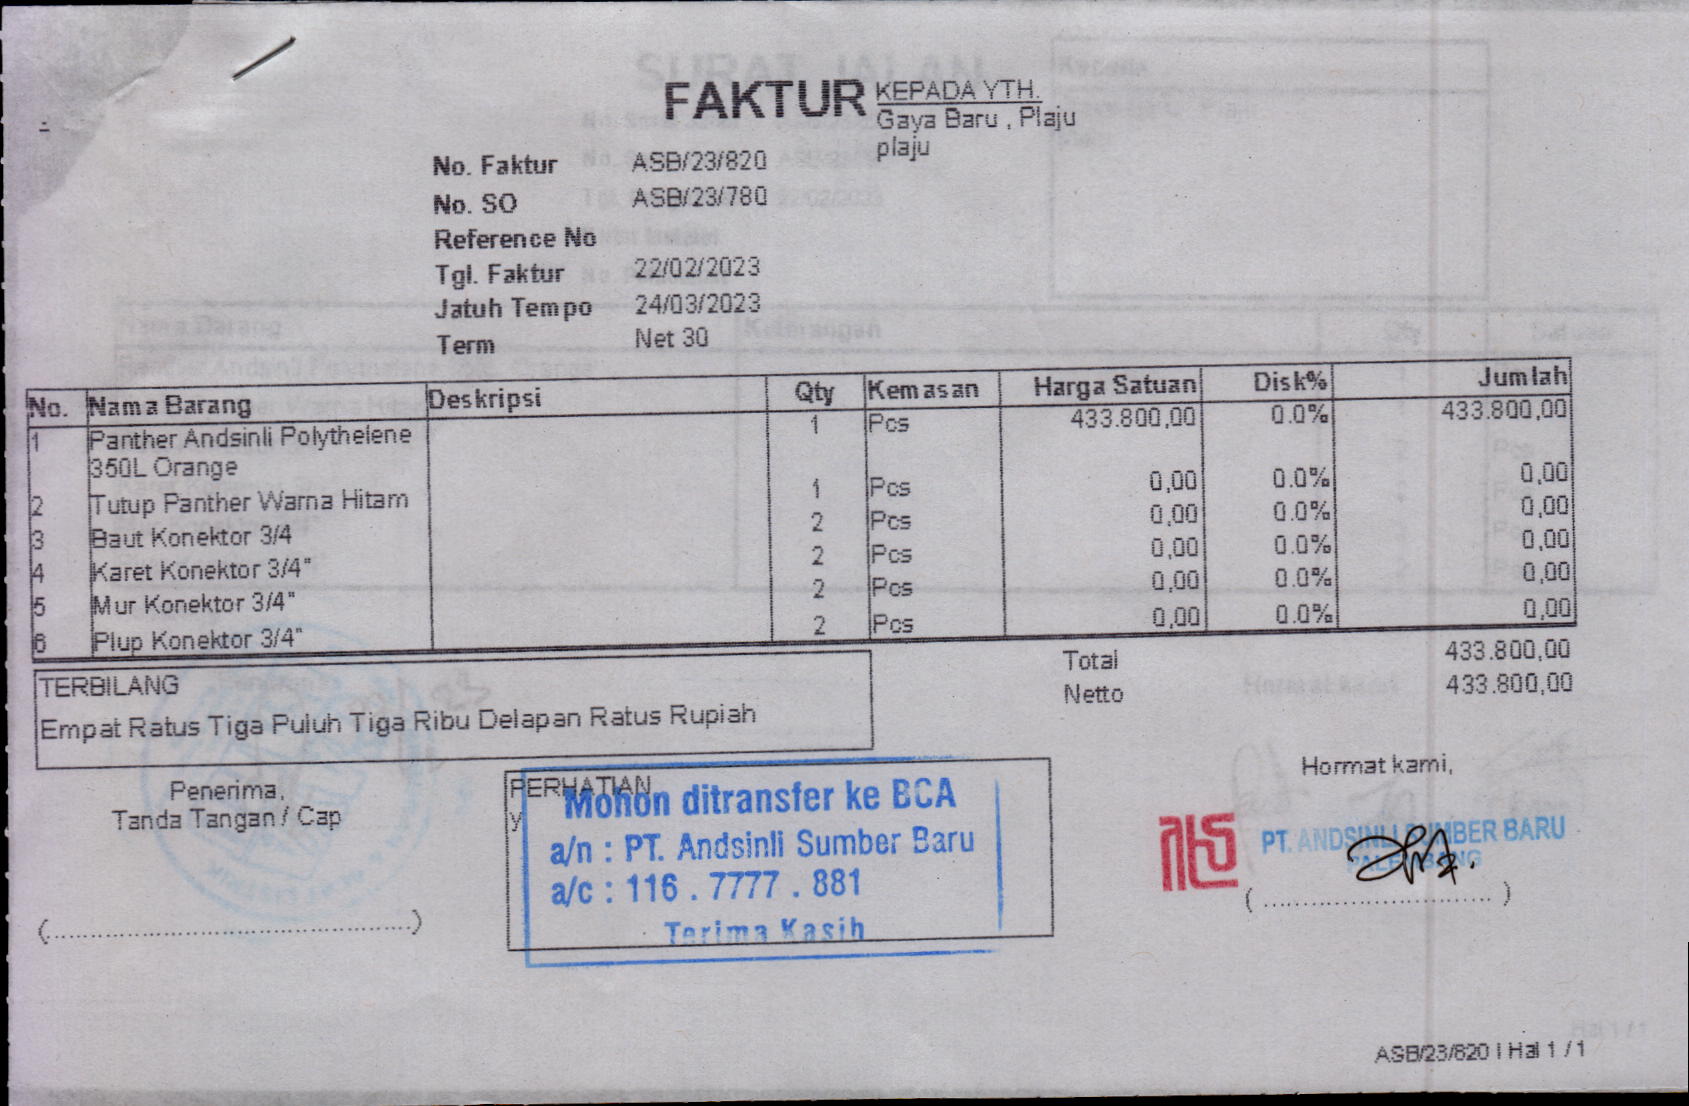 FAKTUR
KEPADA YTH.
Gaya Baru , Plaju
plaju
No. Faktur ASB/23/820
No. SO ASB/23/780
Reference No
Tgl. Faktur 22/02/2023
Jatuh Tempo 24/03/2023
Term Net 30
No. Nama Barang Deskripsi Qty Kemasan Harga Satuan Disk% Jumlah
1 Panther Andsinli Polythelene 1 Pcs 433.800,00 0.0% 433.800,00
350L Orange
2 Tutup Panther Warna Hitam 1 Pcs 0,00 0.0% 0,00
3 Baut Konektor 3/4 2 Pcs 0,00 0.0% 0,00
4 Karet Konektor 3/4" 2 Pcs 0,00 0.0% 0,00
5 Mur Konektor 3/4" 2 Pcs 0,00 0.0% 0,00
6 Plup Konektor 3/4" 2 Pcs 0,00 0.0% 0,00
Total 433.800,00
Netto 433.800,00
TERBILANG
Empat Ratus Tiga Puluh Tiga Ribu Delapan Ratus Rupiah
Penerima,
Tanda Tangan / Cap
(............................................)
PERHATIAN
y
Mohon ditransfer ke BCA
a/n : PT. Andsinli Sumber Baru
a/c : 116 . 7777 . 881
Terima Kasih
Hormat kami,
PT. ANDSINLI SUMBER BARU
PALEMBANG
( ............................ )
ASB/23/820 | Hal 1 / 1